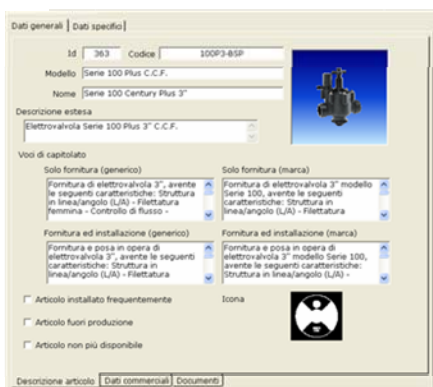 Dati generali Dati specifici
Id 363 Codice 100P3-BSP
Modello Serie 100 Plus C.C.F.
Nome Serie 100 Century Plus 3"
Descrizione estesa
Elettrovalvola Serie 100 Plus 3" C.C.F.
Voci di capitolato
Solo fornitura (generico)
Fornitura di elettrovalvola 3", avente
le seguenti caratteristiche: Struttura
in linea/angolo (L/A) - Filettatura
femmina - Controllo di flusso -
Solo fornitura (marca)
Fornitura di elettrovalvola 3" modello
Serie 100, avente le seguenti
caratteristiche: Struttura in
linea/angolo (L/A) - Filettatura
Fornitura ed installazione (generico)
Fornitura e posa in opera di
elettrovalvola 3", avente le seguenti
caratteristiche: Struttura in
linea/angolo (L/A) - Filettatura
Fornitura ed installazione (marca)
Fornitura e posa in opera di
elettrovalvola 3" modello Serie 100,
avente le seguenti caratteristiche:
Struttura in linea/angolo (L/A) -
Articolo installato frequentemente
Icona
Articolo fuori produzione
Articolo non più disponibile
Descrizione articolo Dati commerciali Documenti